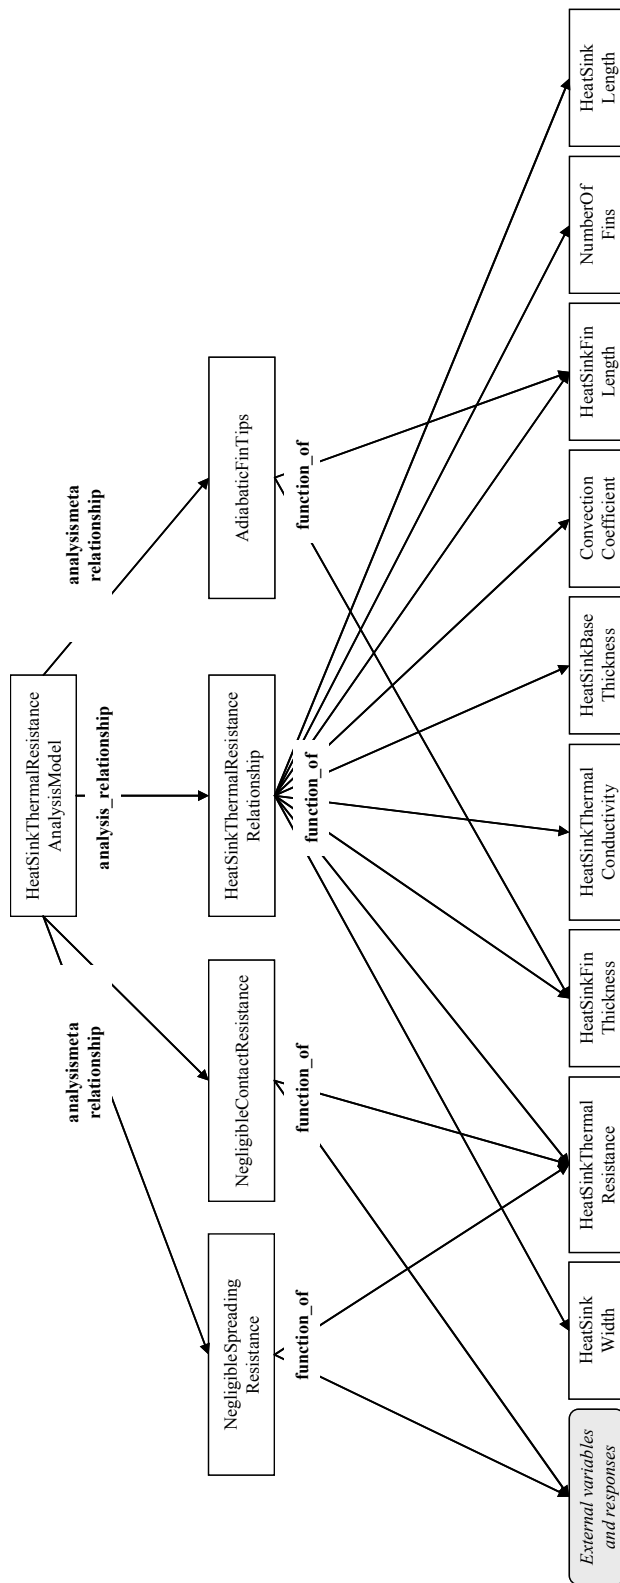 HeatSinkThermalResistance
AnalysisModel
analysismeta
relationship
analysis_relationship
analysismeta
relationship
NegligibleSpreading
Resistance
NegligibleContactResistance
HeatSinkThermalResistance
Relationship
AdiabaticFinTips
function_of
function_of
function_of
function_of
External variables
and responses
HeatSink
Width
HeatSinkThermal
Resistance
HeatSinkFin
Thickness
HeatSinkThermal
Conductivity
HeatSinkBase
Thickness
Convection
Coefficient
HeatSinkFin
Length
NumberOf
Fins
HeatSink
Length